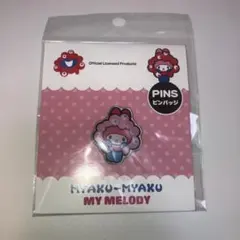 Official Licensed Products
PINS
ピンバッジ
MYAKU-MYAKU
MY MELODY